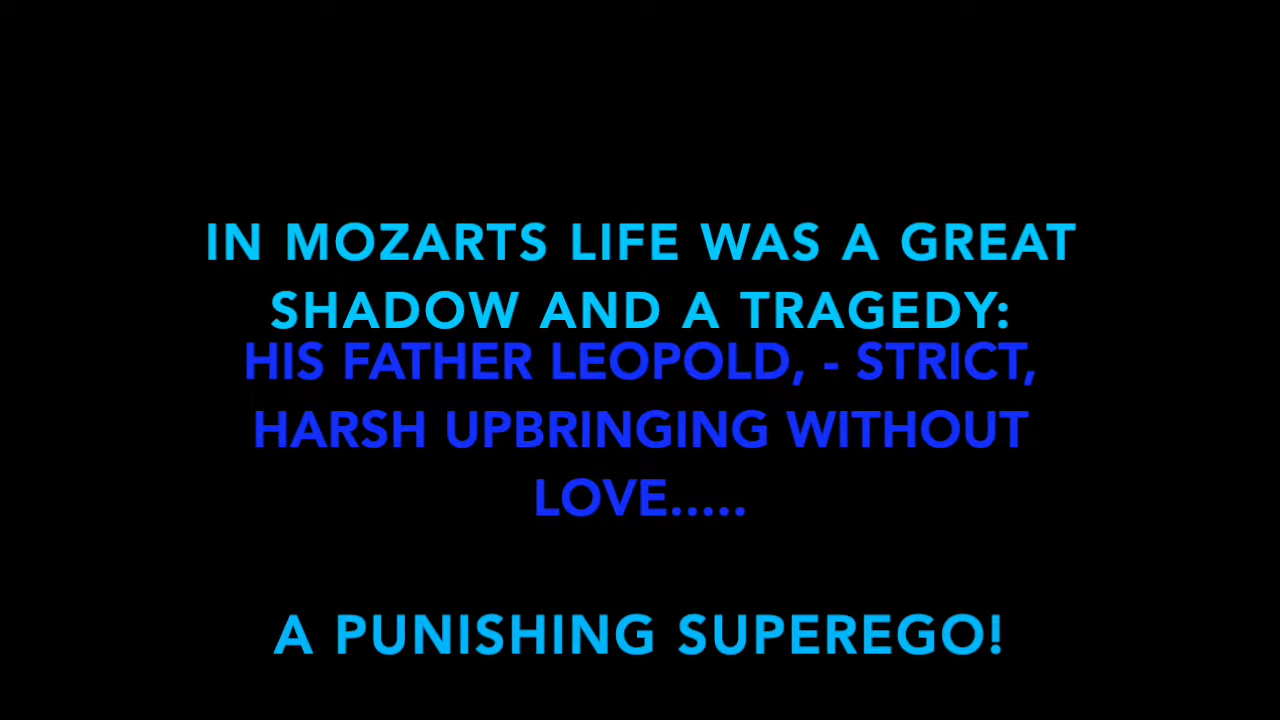 IN MOZARTS LIFE WAS A GREAT
SHADOW AND A TRAGEDY:
HIS FATHER LEOPOLD, - STRICT,
HARSH UPBRINGING WITHOUT
LOVE.....
A PUNISHING SUPEREGO!